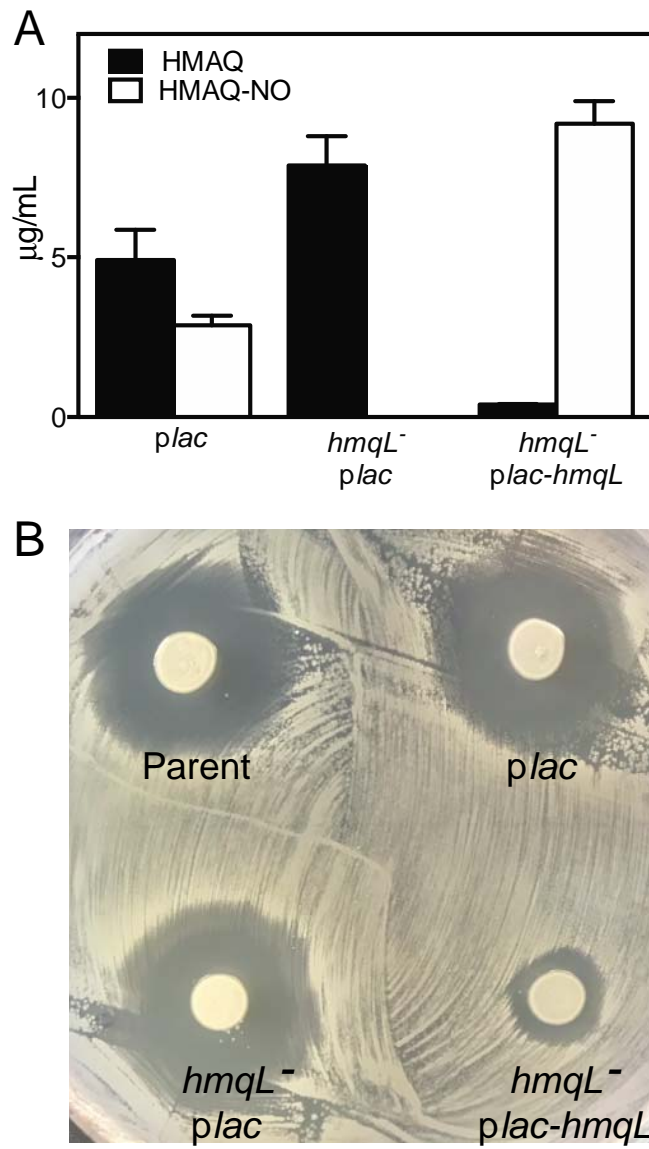 A
HMAQ
HMAQ-NO
10
5
0
µg/mL
plac
hmqL-
plac
hmqL-
plac-hmqL
B
Parent
plac
hmqL-
plac
hmqL-
plac-hmqL